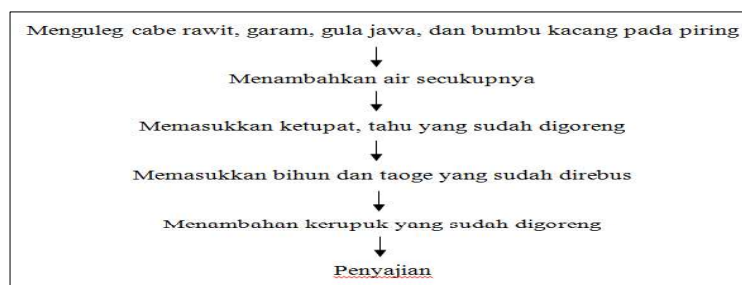 Menguleg cabe rawit, garam, gula jawa, dan bumbu kacang pada piring
Menambahkan air secukupnya
Memasukkan ketupat, tahu yang sudah digoreng
Memasukkan bihun dan taoge yang sudah direbus
Menambahan kerupuk yang sudah digoreng
Penyajian